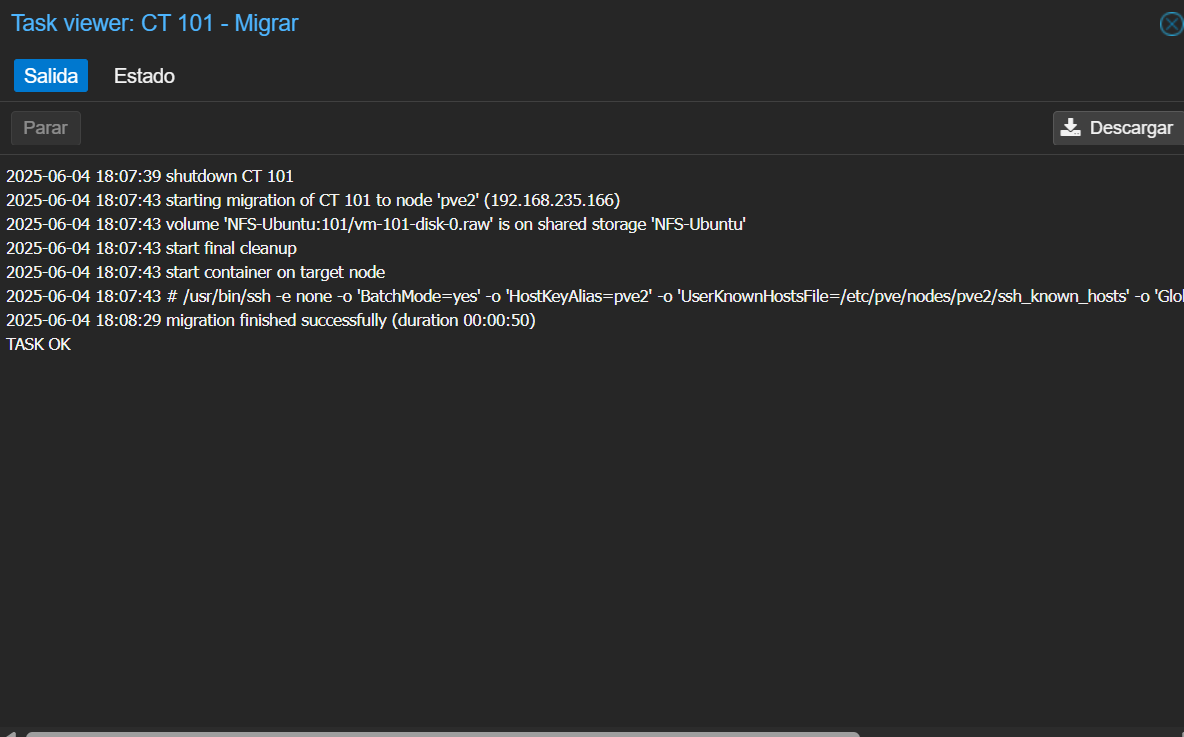 Task viewer: CT 101 - Migrar
Salida Estado
Parar Descargar
2025-06-04 18:07:39 shutdown CT 101
2025-06-04 18:07:43 starting migration of CT 101 to node 'pve2' (192.168.235.166)
2025-06-04 18:07:43 volume 'NFS-Ubuntu:101/vm-101-disk-0.raw' is on shared storage 'NFS-Ubuntu'
2025-06-04 18:07:43 start final cleanup
2025-06-04 18:07:43 start container on target node
2025-06-04 18:07:43 # /usr/bin/ssh -e none -o 'BatchMode=yes' -o 'HostKeyAlias=pve2' -o 'UserKnownHostsFile=/etc/pve/nodes/pve2/ssh_known_hosts' -o
2025-06-04 18:08:29 migration finished successfully (duration 00:00:50)
TASK OK